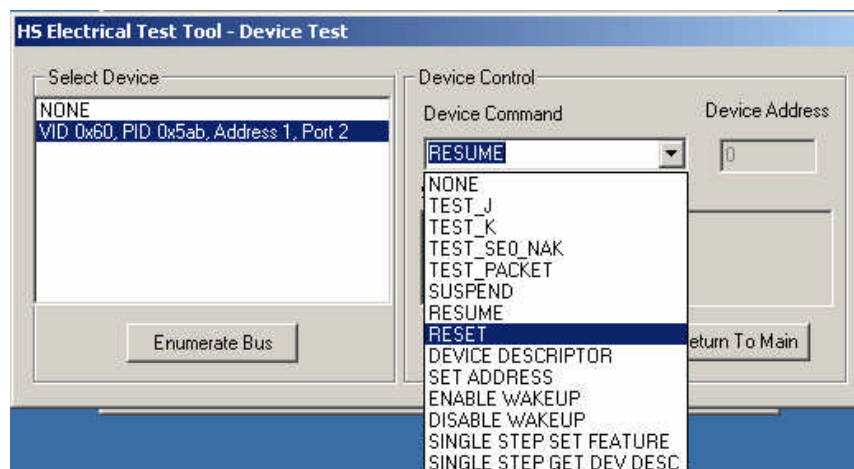 HS Electrical Test Tool - Device Test
Select Device
NONE
VID 0x60, PID 0x5ab, Address 1, Port 2
Enumerate Bus
Device Control
Device Command
Device Address
RESUME
0
NONE
TEST_J
TEST_K
TEST_SE0_NAK
TEST_PACKET
SUSPEND
RESUME
RESET
DEVICE DESCRIPTOR
SET ADDRESS
ENABLE WAKEUP
DISABLE WAKEUP
SINGLE STEP SET FEATURE
SINGLE STEP GET DEV DESC
eturn To Main